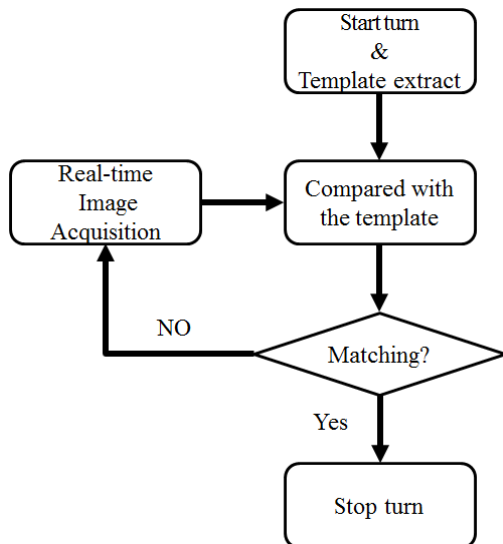 Start turn
&
Template extract
Real-time
Image
Acquisition
Compared with
the template
NO
Matching?
Yes
Stop turn